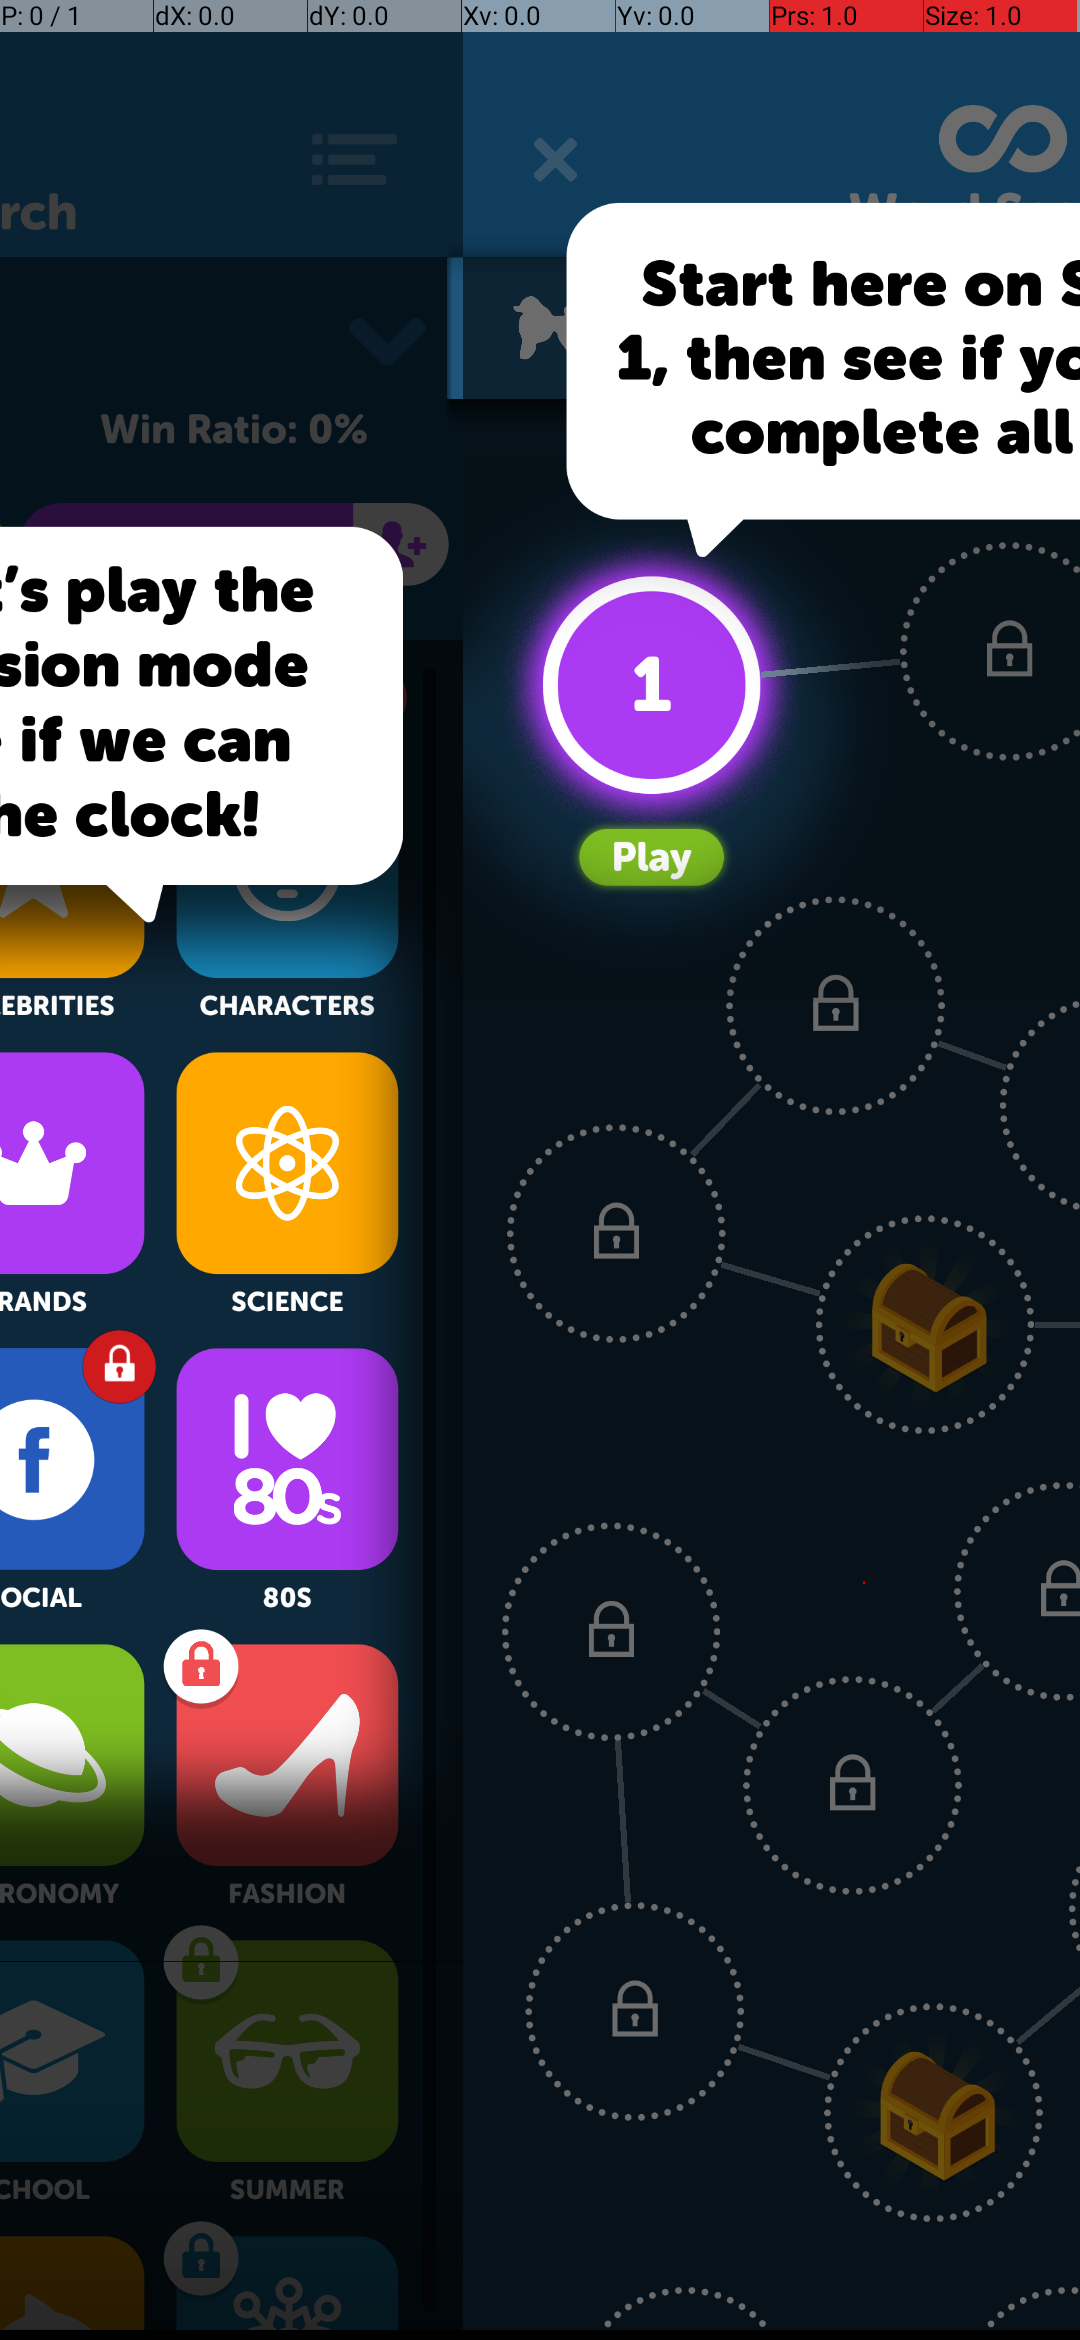 P: 0 / 1
dX: 0.0
dY: 0.0
Xv: 0.0
Yv: 0.0
Prs: 1.0
Size: 1.0
rch
Win Ratio: 0%
t's play the
sion mode
if we can
he clock!
EBRITIES
CHARACTERS
RANDS
SCIENCE
f
OCIAL
I
80s
80S
RONOMY
FASHION
CHOOL
SUMMER
Start here on S
1, then see if yo
complete all
1
Play